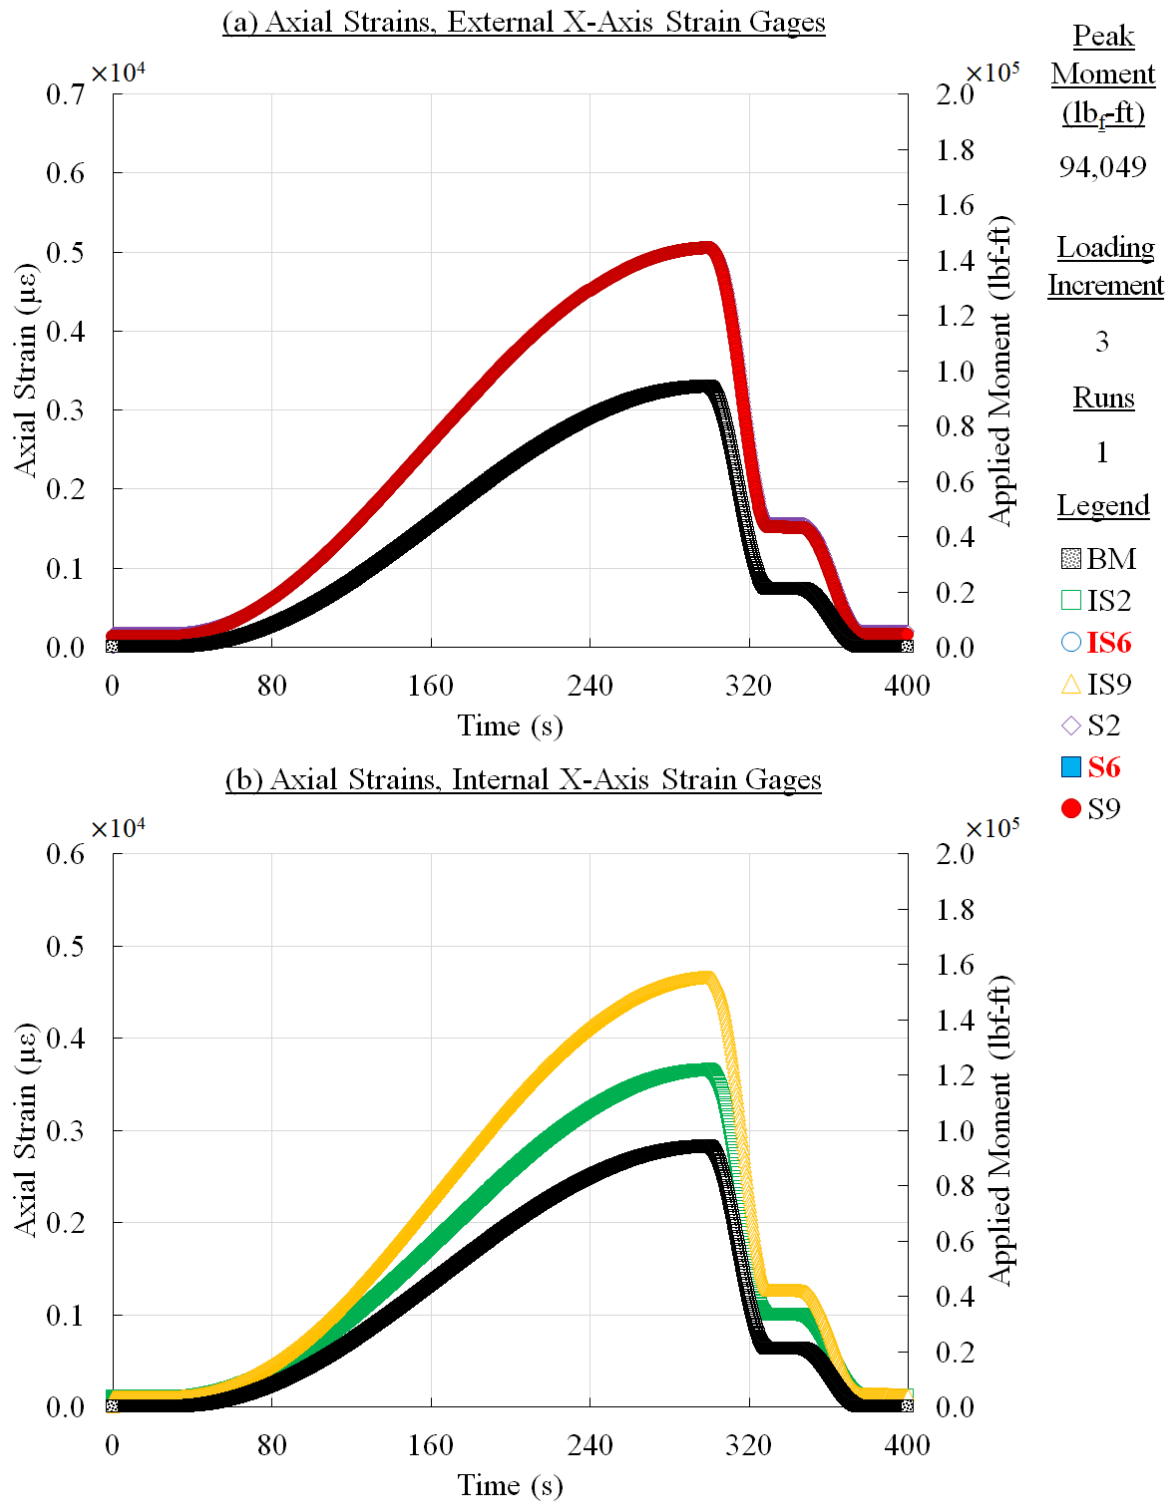 (a) Axial Strains, External X-Axis Strain Gages
×10⁴
×10⁵
0.7
0.6
0.5
0.4
0.3
0.2
0.1
0.0
Axial Strain (με)
2.0
1.8
1.6
1.4
1.2
1.0
0.8
0.6
0.4
0.2
0.0
Applied Moment (lbf-ft)
0 80 160 240 320 400
Time (s)
(b) Axial Strains, Internal X-Axis Strain Gages
×10⁴
×10⁵
0.6
0.5
0.4
0.3
0.2
0.1
0.0
Axial Strain (με)
2.0
1.8
1.6
1.4
1.2
1.0
0.8
0.6
0.4
0.2
0.0
Applied Moment (lbf-ft)
0 80 160 240 320 400
Time (s)
Peak
Moment
(lbf-ft)
94,049
Loading
Increment
3
Runs
1
Legend
BM
IS2
IS6
IS9
S2
S6
S9